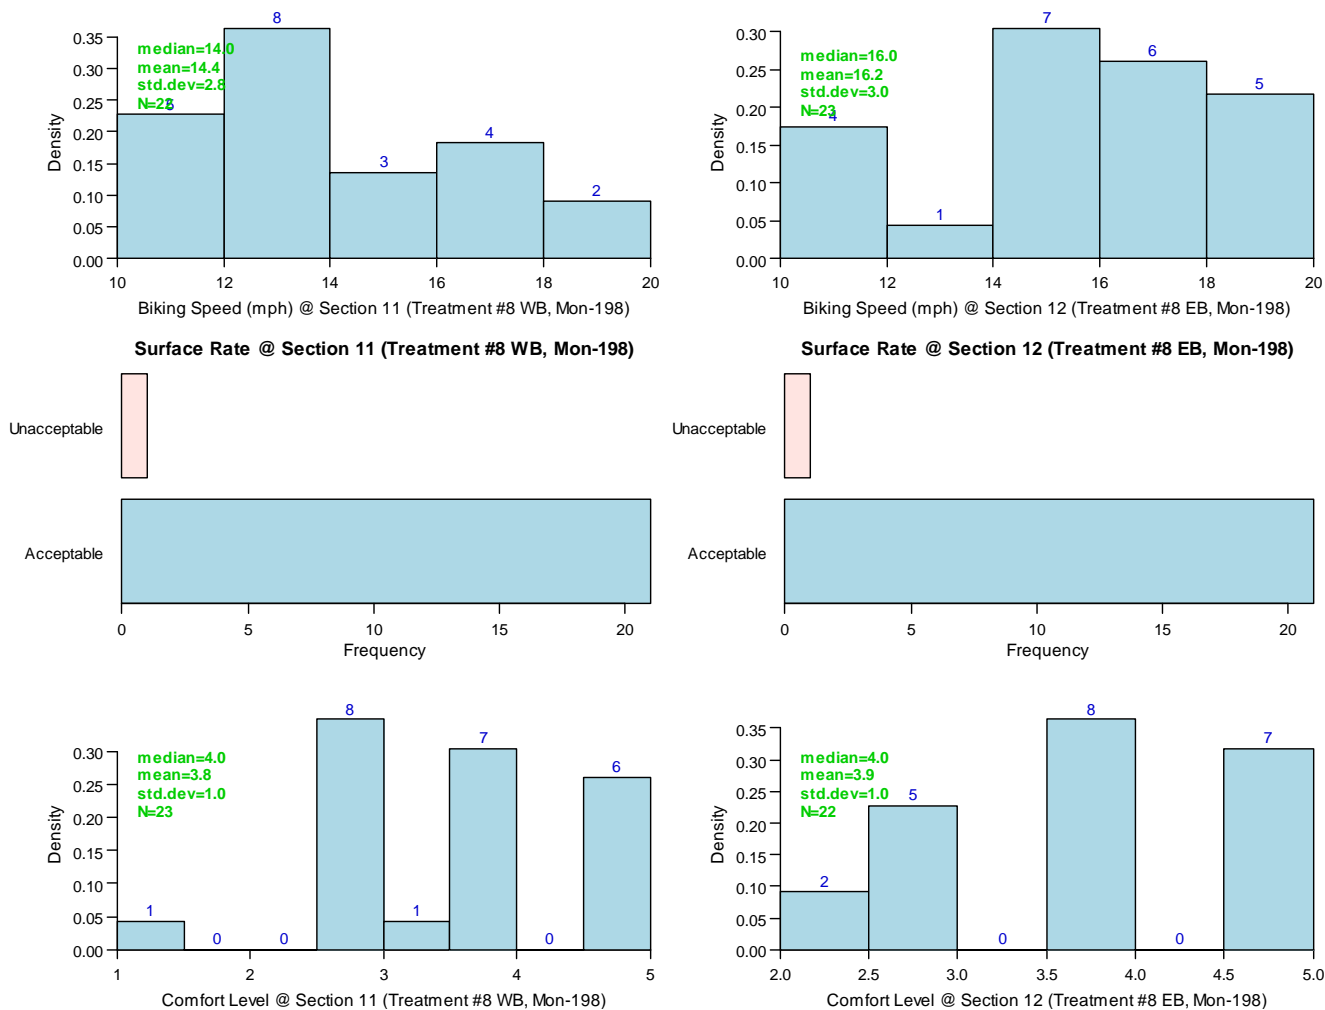 8
0.35
median=14.0
0.30
mean=14.4
std.dev=2.8
0.25
N=22
5
0.20
4
Density
0.15
3
0.10
2
0.05
0.00
10 12 14 16 18 20
Biking Speed (mph) @ Section 11 (Treatment #8 WB, Mon-198)
7
0.30
median=16.0
6
mean=16.2
0.25
std.dev=3.0
5
0.20
N=23
4
Density
0.15
0.10
1
0.05
0.00
10 12 14 16 18 20
Biking Speed (mph) @ Section 12 (Treatment #8 EB, Mon-198)
Surface Rate @ Section 11 (Treatment #8 WB, Mon-198)
Unacceptable
Acceptable
0 5 10 15 20
Frequency
Surface Rate @ Section 12 (Treatment #8 EB, Mon-198)
Unacceptable
Acceptable
0 5 10 15 20
Frequency
8
0.30
median=4.0
7
mean=3.8
6
0.25
std.dev=1.0
N=23
0.20
Density
0.15
0.10
0.05
1 0 0 1 0
0.00
1 2 3 4 5
Comfort Level @ Section 11 (Treatment #8 WB, Mon-198)
8
0.35
median=4.0
7
0.30
mean=3.9
std.dev=1.0
5
0.25
N=22
0.20
Density
0.15
0.10
2
0.05
0 0
0.00
2.0 2.5 3.0 3.5 4.0 4.5 5.0
Comfort Level @ Section 12 (Treatment #8 EB, Mon-198)